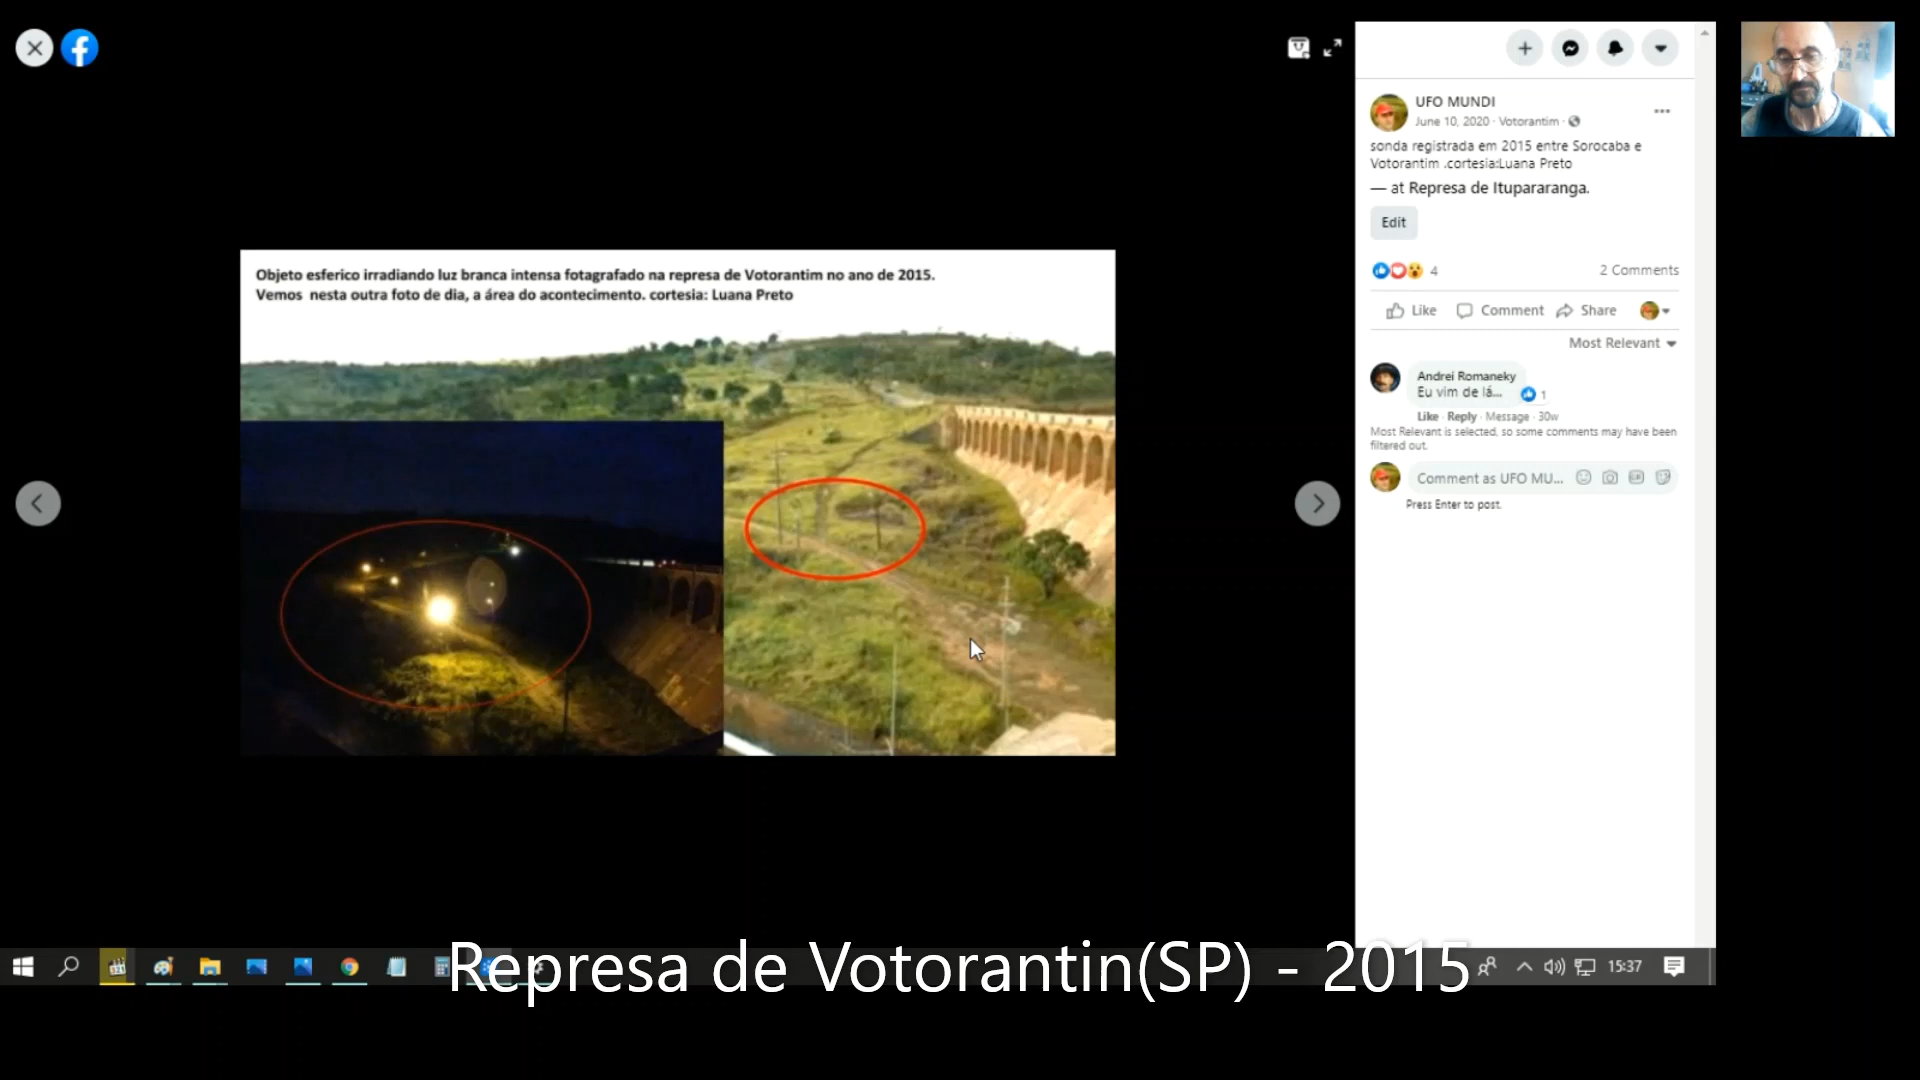 UFO MUNDI
June 10, 2020 · Votorantim ·
sonda registrada em 2015 entre Sorocaba e
Votorantim .cortesia:Luana Preto
— at Represa de Itupararanga.
Edit
4
2 Comments
Like
Comment
Share
Most Relevant
Andrei Romaneky
Eu vim de lá...
1
Like · Reply · Message · 30w
Most Relevant is selected, so some comments may have been
filtered out.
Comment as UFO MU...
Press Enter to post.
Objeto esferico irradiando luz branca intensa fotagrafado na represa de Votorantim no ano de 2015.
Vemos nesta outra foto de dia, a área do acontecimento. cortesia: Luana Preto
Represa de Votorantin(SP) - 2015
15:37